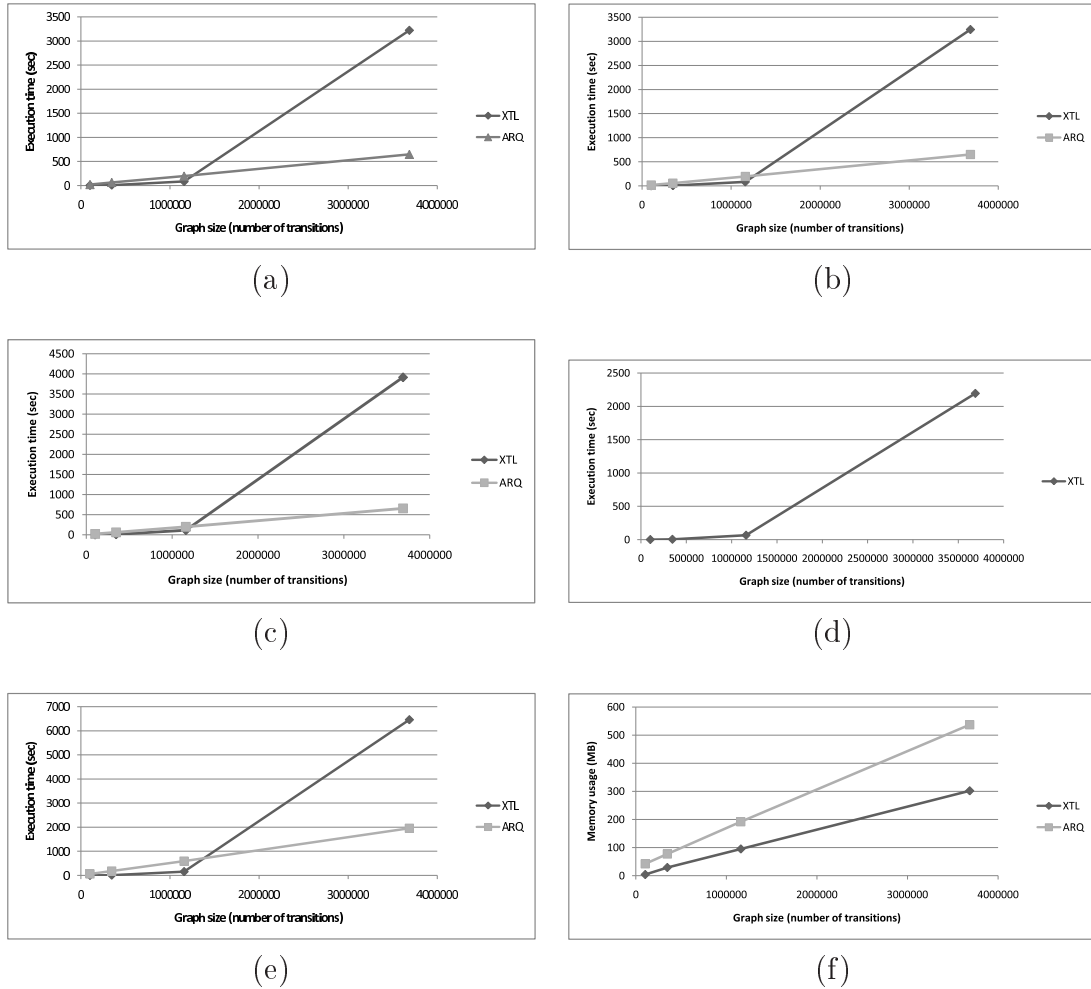 3500
3000
2500
2000
1500
1000
500
0
Execution time (sec)
0 1000000 2000000 3000000 4000000
Graph size (number of transitions)
XTL
ARQ
(a)
3500
3000
2500
2000
1500
1000
500
0
Execution time (sec)
0 1000000 2000000 3000000 4000000
Graph size (number of transitions)
XTL
ARQ
(b)
4500
4000
3500
3000
2500
2000
1500
1000
500
0
Execution time (sec)
0 1000000 2000000 3000000 4000000
Graph size (number of transitions)
XTL
ARQ
(c)
2500
2000
1500
1000
500
0
Execution time (sec)
0 500000 1000000 1500000 2000000 2500000 3000000 3500000 4000000
Graph size (number of transitions)
XTL
(d)
7000
6000
5000
4000
3000
2000
1000
0
Execution time (sec)
0 1000000 2000000 3000000 4000000
Graph size (number of transitions)
XTL
ARQ
(e)
600
500
400
300
200
100
0
Memory usage (MB)
0 1000000 2000000 3000000 4000000
Graph size (number of transitions)
XTL
ARQ
(f)